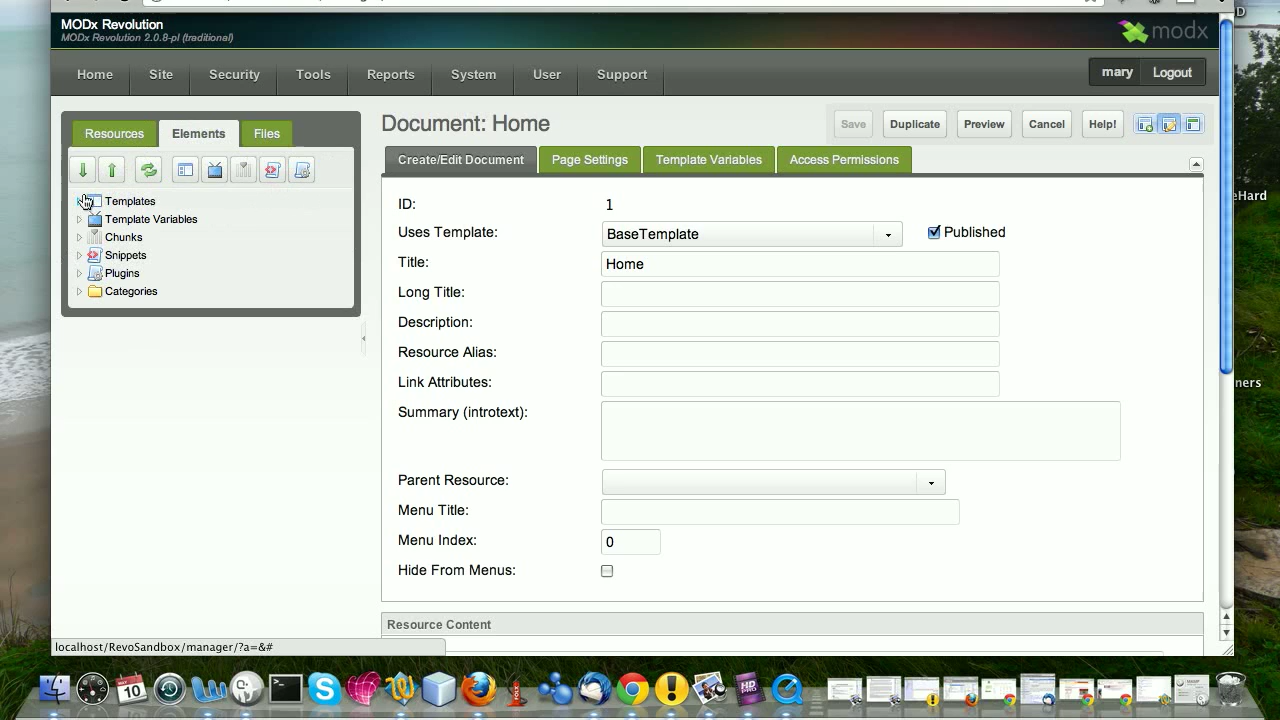 MODx Revolution
MODx Revolution 2.0.8-pl (traditional)
modx
Home Site Security Tools Reports System User Support
mary Logout
Resources Elements Files
Document: Home
Save Duplicate Preview Cancel Help!
Create/Edit Document Page Settings Template Variables Access Permissions
Templates
Template Variables
Chunks
Snippets
Plugins
Categories
ID: 1
Uses Template: BaseTemplate Published
Title: Home
Long Title:
Description:
Resource Alias:
Link Attributes:
Summary (introtext):
Parent Resource:
Menu Title:
Menu Index: 0
Hide From Menus:
Resource Content
localhost/RevoSandbox/manager/?a=&#
D
eHard
ners
10
HD
PRO